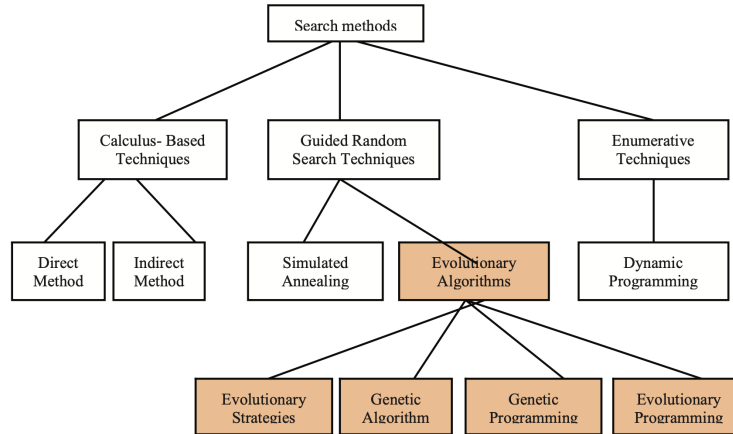 Search methods
Calculus- Based
Techniques
Guided Random
Search Techniques
Enumerative
Techniques
Direct
Method
Indirect
Method
Simulated
Annealing
Evolutionary
Algorithms
Dynamic
Programming
Evolutionary
Strategies
Genetic
Algorithm
Genetic
Programming
Evolutionary
Programming